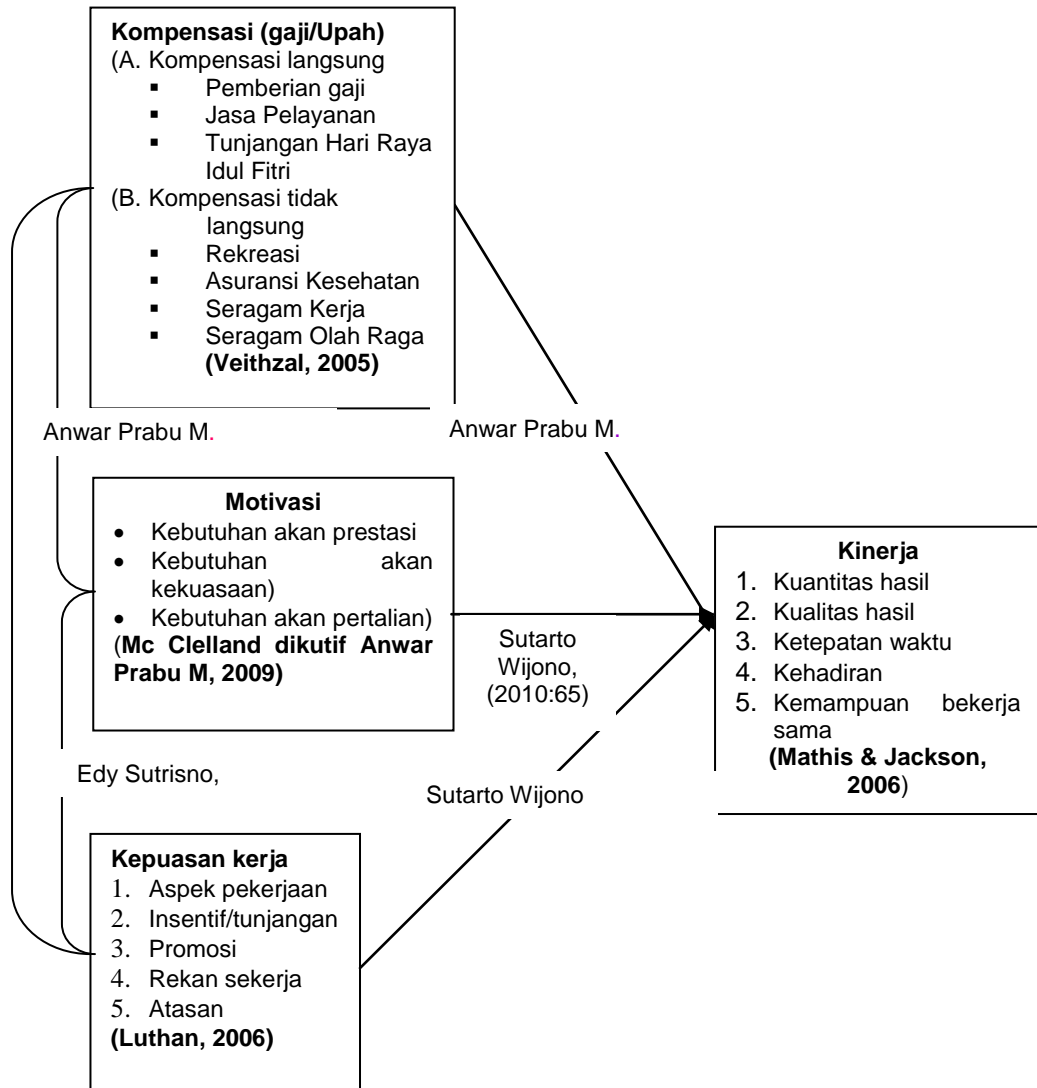 Kompensasi (gaji/Upah)
(A. Kompensasi langsung
▪ Pemberian gaji
▪ Jasa Pelayanan
▪ Tunjangan Hari Raya
Idul Fitri
(B. Kompensasi tidak
langsung
▪ Rekreasi
▪ Asuransi Kesehatan
▪ Seragam Kerja
▪ Seragam Olah Raga
(Veithzal, 2005)
Anwar Prabu M.
Anwar Prabu M.
Motivasi
• Kebutuhan akan prestasi
• Kebutuhan akan
kekuasaan)
• Kebutuhan akan pertalian)
(Mc Clelland dikutif Anwar
Prabu M, 2009)
Sutarto
Wijono,
(2010:65)
Kinerja
1. Kuantitas hasil
2. Kualitas hasil
3. Ketepatan waktu
4. Kehadiran
5. Kemampuan bekerja
sama
(Mathis & Jackson,
2006)
Edy Sutrisno,
Sutarto Wijono
Kepuasan kerja
1. Aspek pekerjaan
2. Insentif/tunjangan
3. Promosi
4. Rekan sekerja
5. Atasan
(Luthan, 2006)